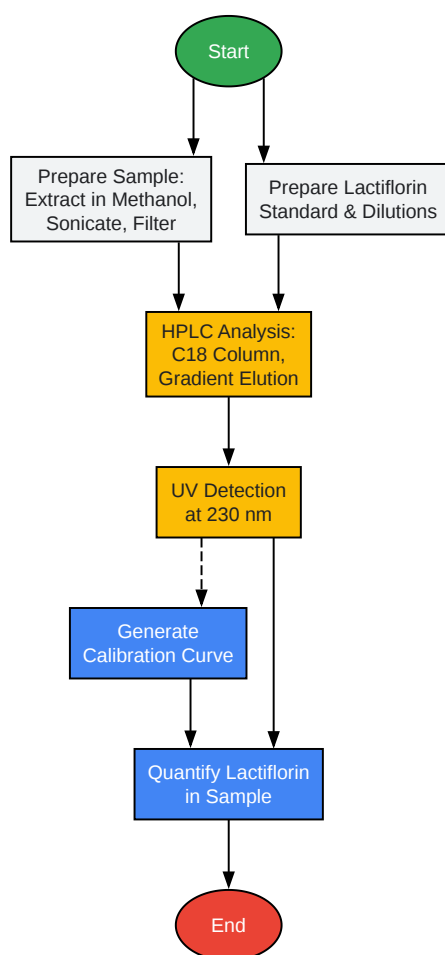 Start
Prepare Sample:
Extract in Methanol,
Sonicate, Filter
Prepare Lactiflorin
Standard & Dilutions
HPLC Analysis:
C18 Column,
Gradient Elution
UV Detection
at 230 nm
Generate
Calibration Curve
Quantify Lactiflorin
in Sample
End